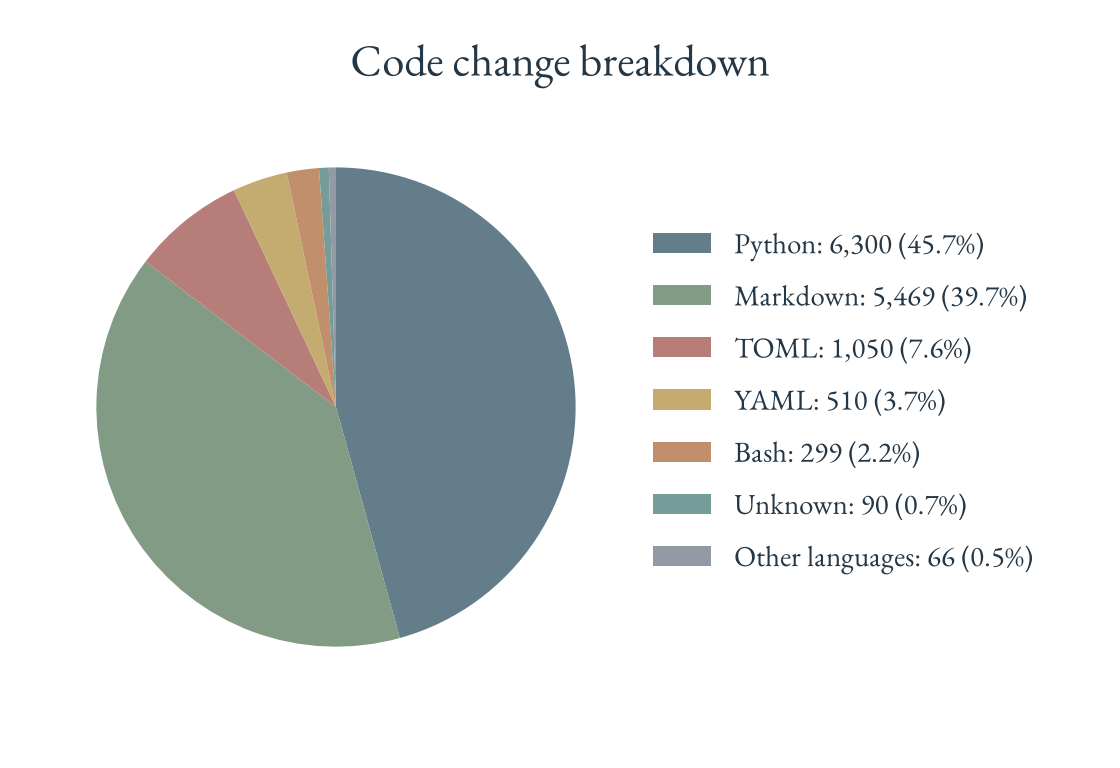 Code change breakdown
Python: 6,300 (45.7%)
Markdown: 5,469 (39.7%)
TOML: 1,050 (7.6%)
YAML: 510 (3.7%)
Bash: 299 (2.2%)
Unknown: 90 (0.7%)
Other languages: 66 (0.5%)